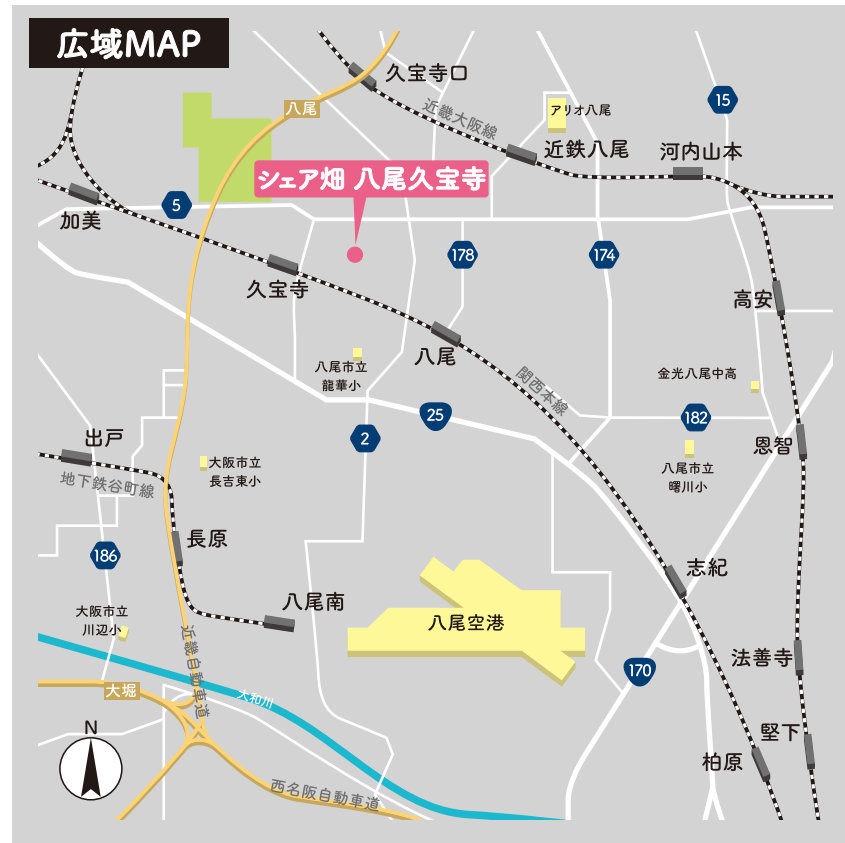 広域MAP
久宝寺口
八尾
近畿大阪線
アリオ八尾
15
近鉄八尾
河内山本
シェア畑 八尾久宝寺
5
加美
178
174
久宝寺
高安
八尾
八尾市立
龍華小
関西本線
金光八尾中高
25
182
2
出戸
恩智
大阪市立
長吉東小
八尾市立
曙川小
地下鉄谷町線
長原
186
志紀
八尾南
大阪市立
川辺小
八尾空港
近畿自動車道
法善寺
170
大堀
大和川
N
堅下
柏原
西名阪自動車道